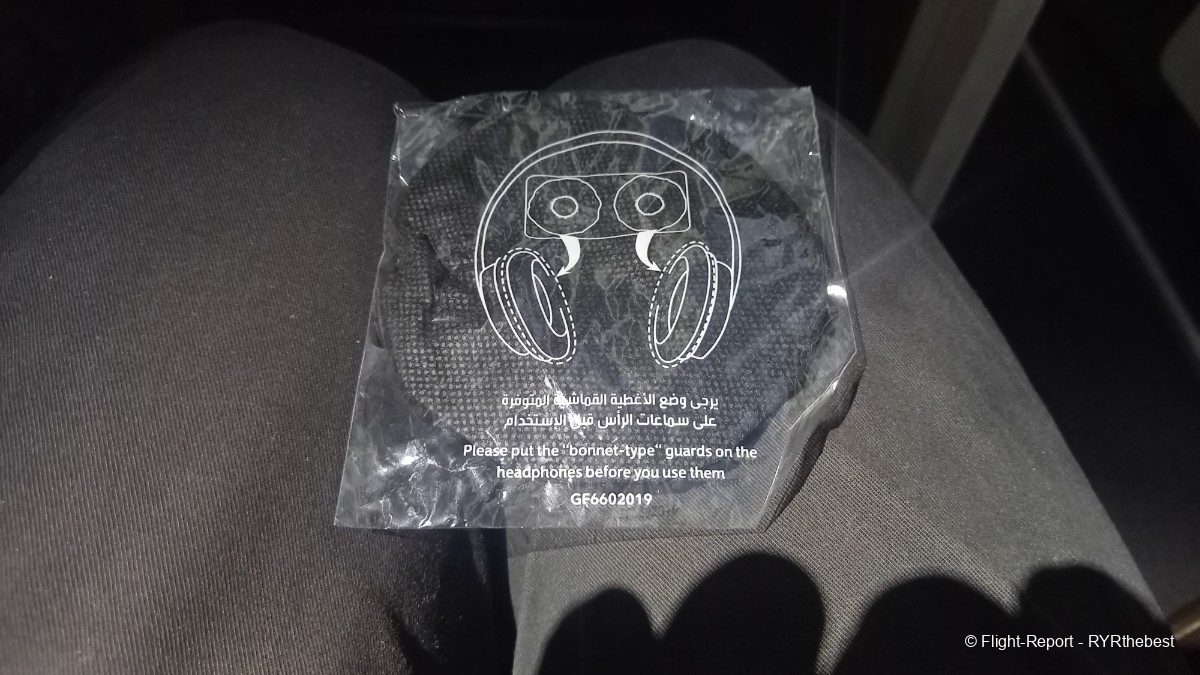 يرجى وضع الأغطية القماشية المتوفرة
على سماعات الرأس قبل الاستخدام
Please put the “bonnet-type“ guards on the
headphones before you use them
GF6602019
© Flight-Report - RYRthebest